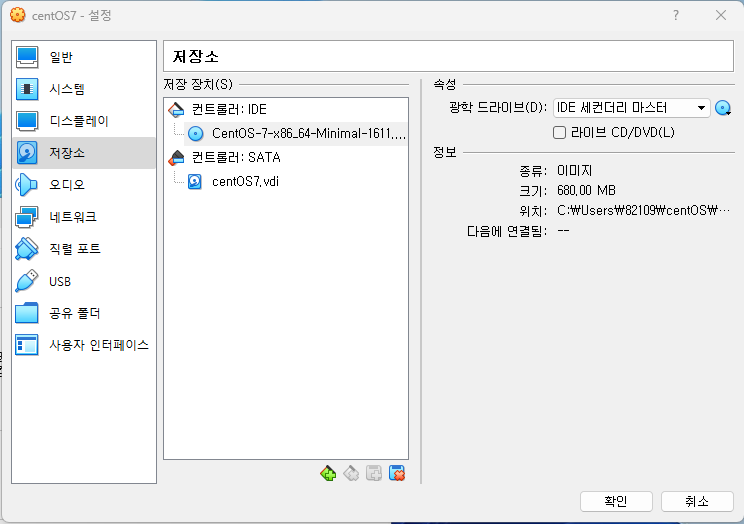 centOS7 - 설정
일반
시스템
디스플레이
저장소
오디오
네트워크
직렬 포트
USB
공유 폴더
사용자 인터페이스
저장소
저장 장치(S)
컨트롤러: IDE
CentOS-7-x86_64-Minimal-1611....
컨트롤러: SATA
centOS7.vdi
속성
광학 드라이브(D): IDE 세컨더리 마스터
라이브 CD/DVD(L)
정보
종류: 이미지
크기: 680.00 MB
위치: C:₩Users₩82109₩centOS₩···
다음에 연결됨: --
확인 취소